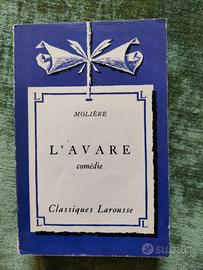 MOLIÈRE
L'AVARE
comédie
Classiques Larousse
subito